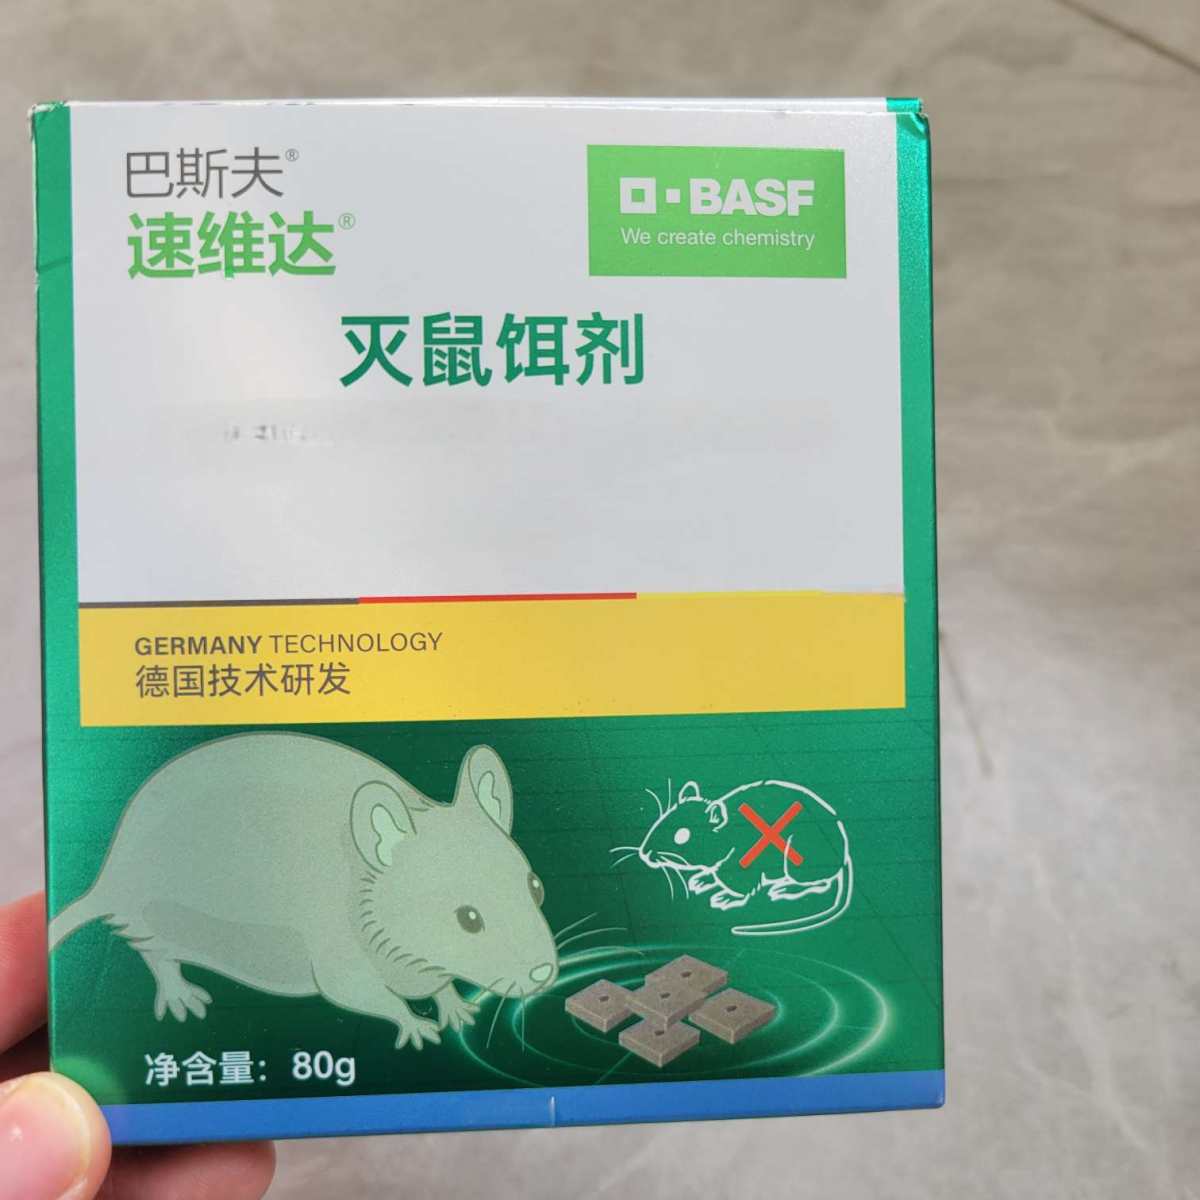 巴斯夫®
速维达®
BASF
We create chemistry
灭鼠饵剂
GERMANY TECHNOLOGY
德国技术研发
净含量：80g